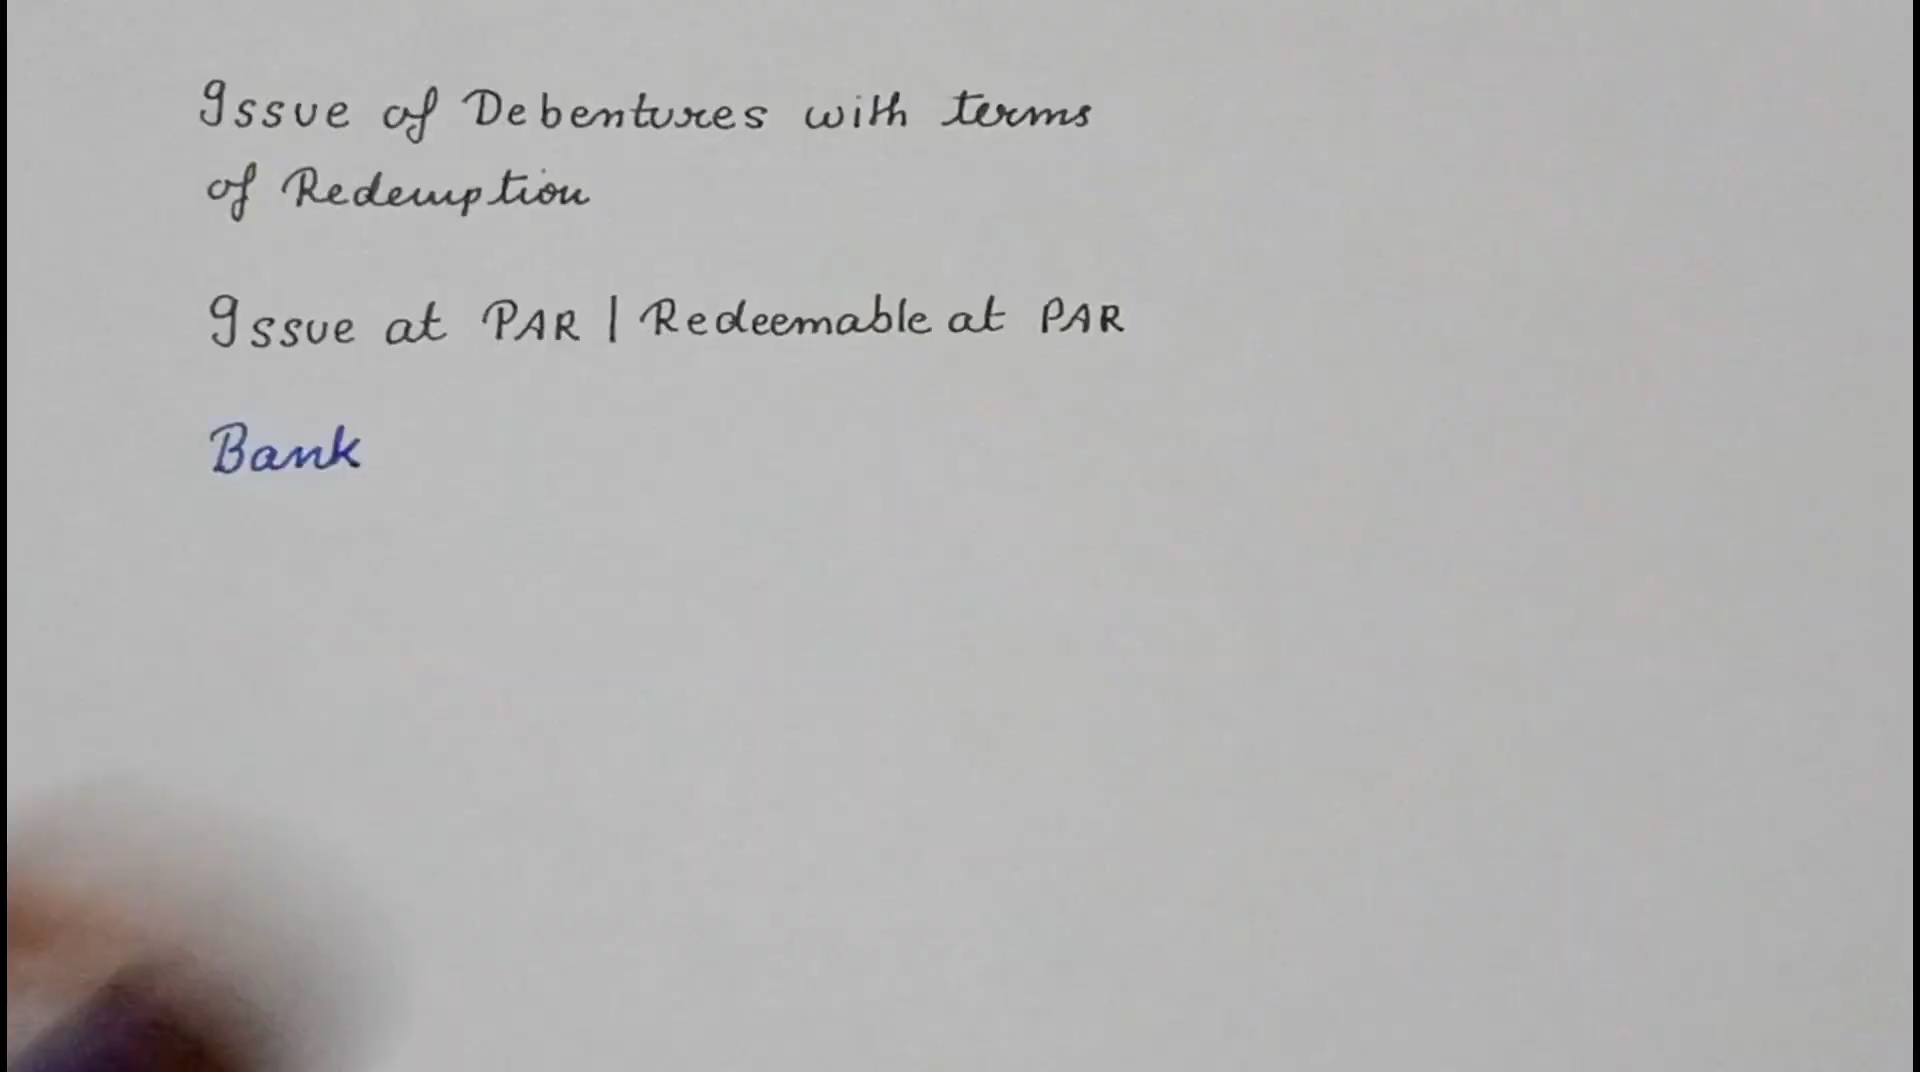 Issue of Debentures with terms
of Redemption
Issue at PAR | Redeemable at PAR
Bank